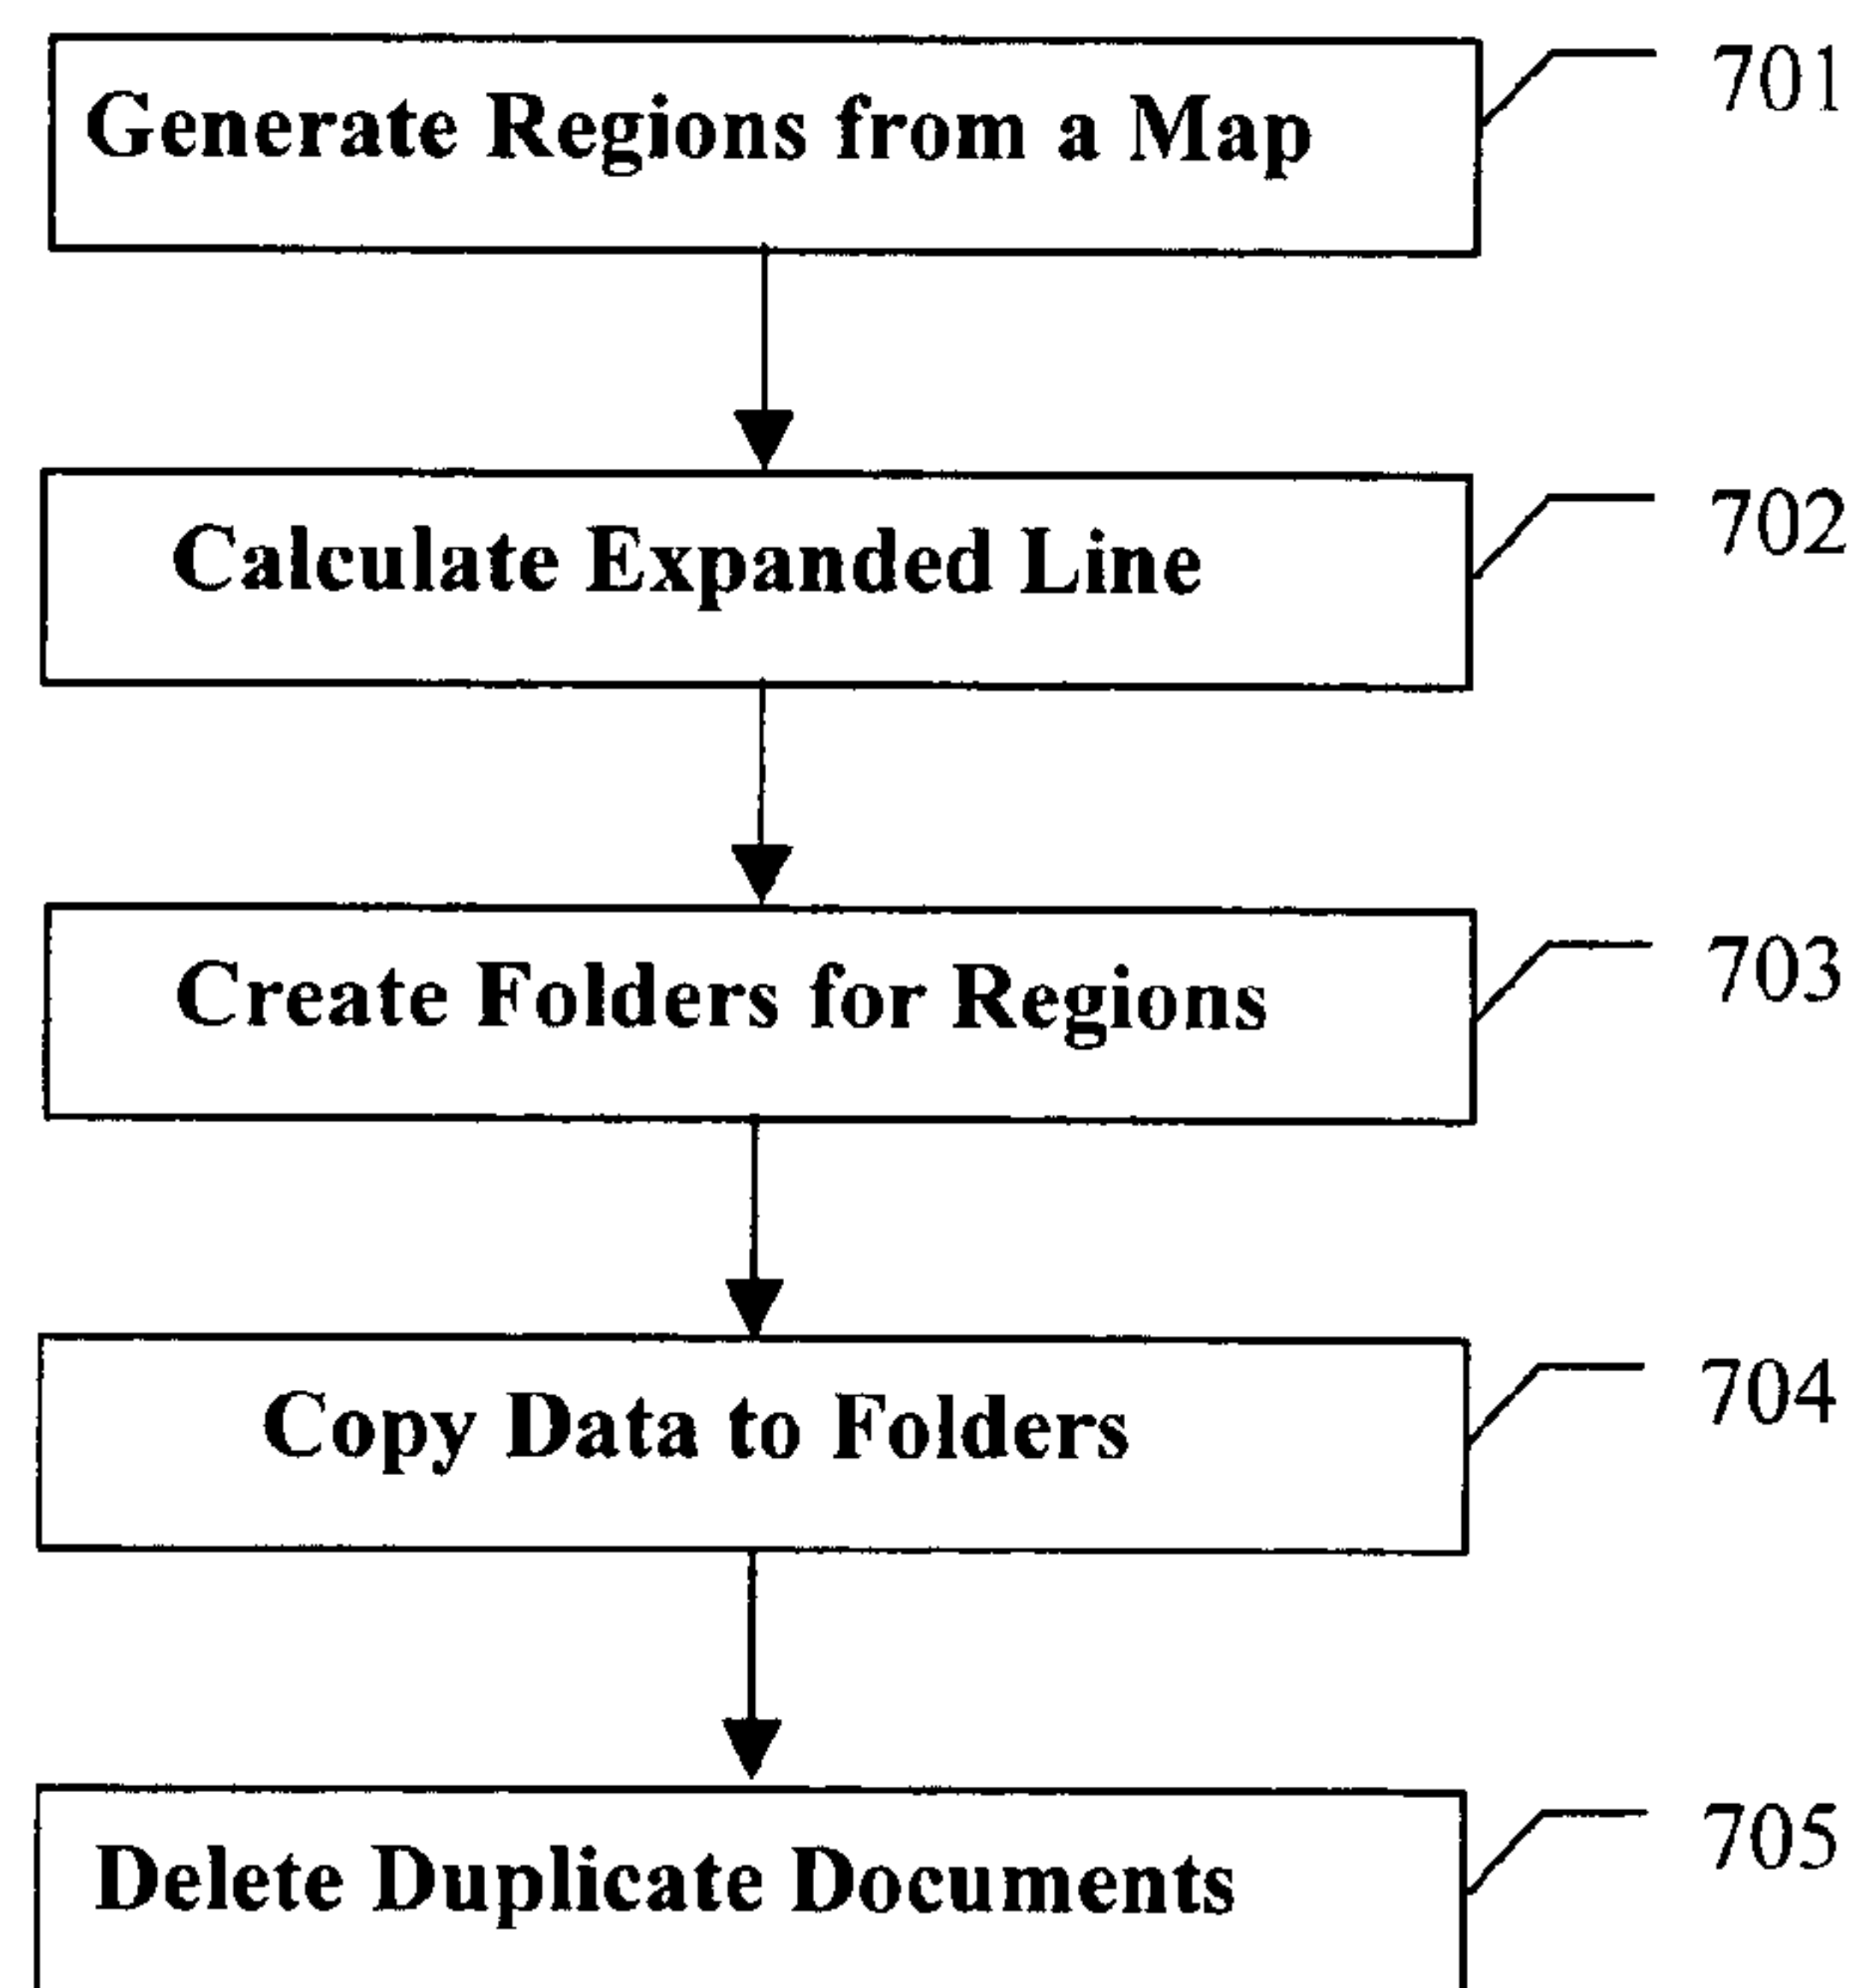 Generate Regions from a Map
701
Calculate Expanded Line
702
Create Folders for Regions
703
Copy Data to Folders
704
Delete Duplicate Documents
705